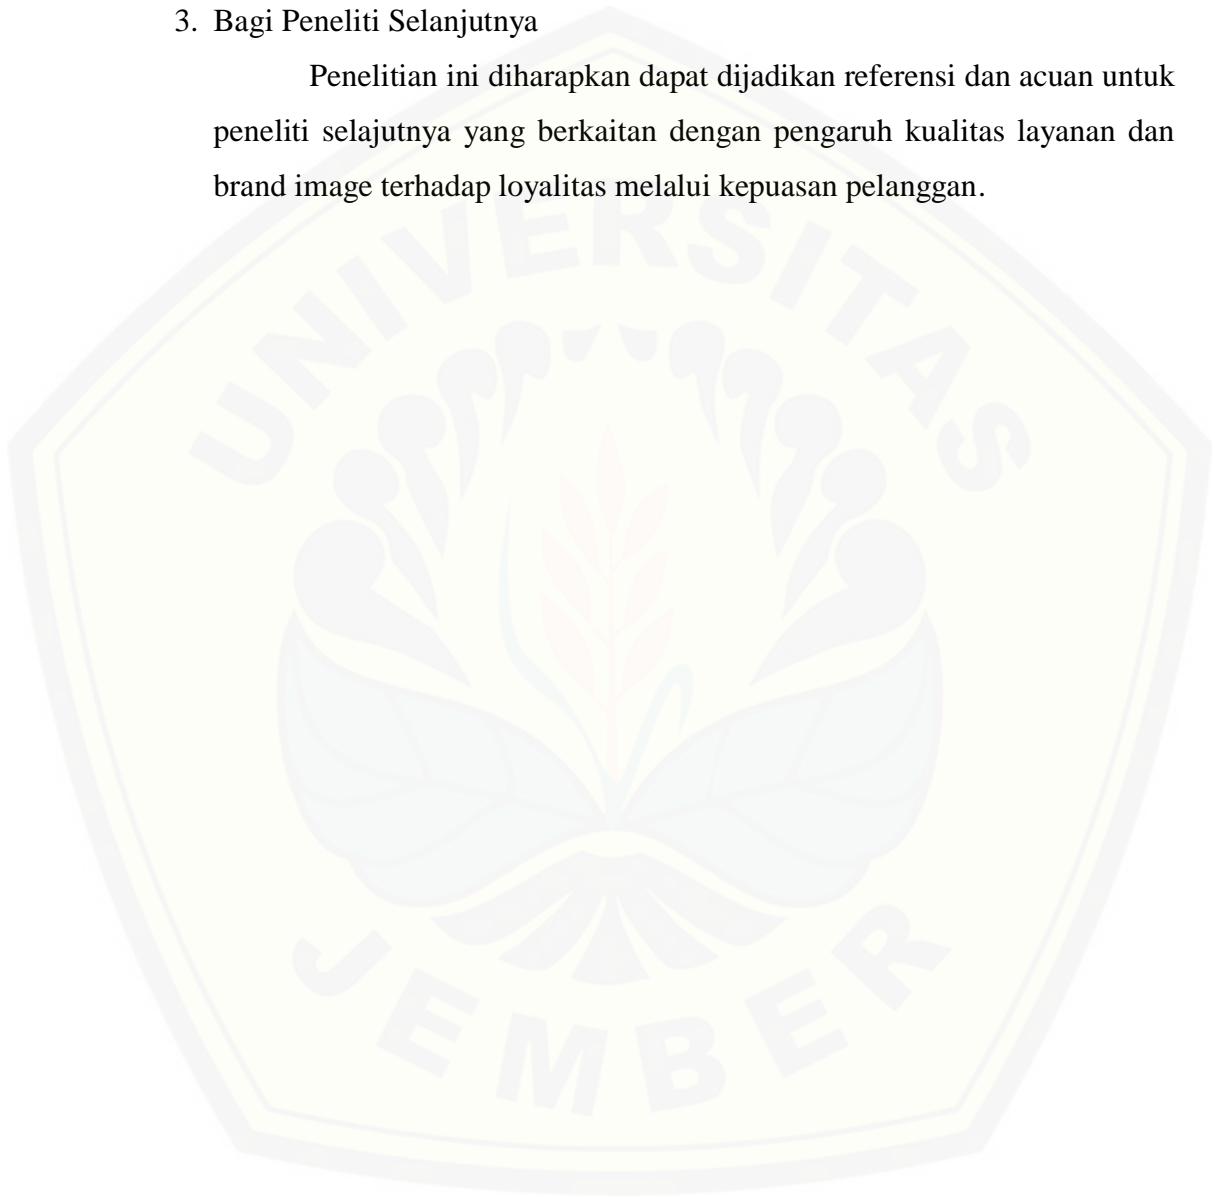 3. Bagi Peneliti Selanjutnya
Penelitian ini diharapkan dapat dijadikan referensi dan acuan untuk
peneliti selajutnya yang berkaitan dengan pengaruh kualitas layanan dan
brand image terhadap loyalitas melalui kepuasan pelanggan.
UNIVERSITAS
JEMBER